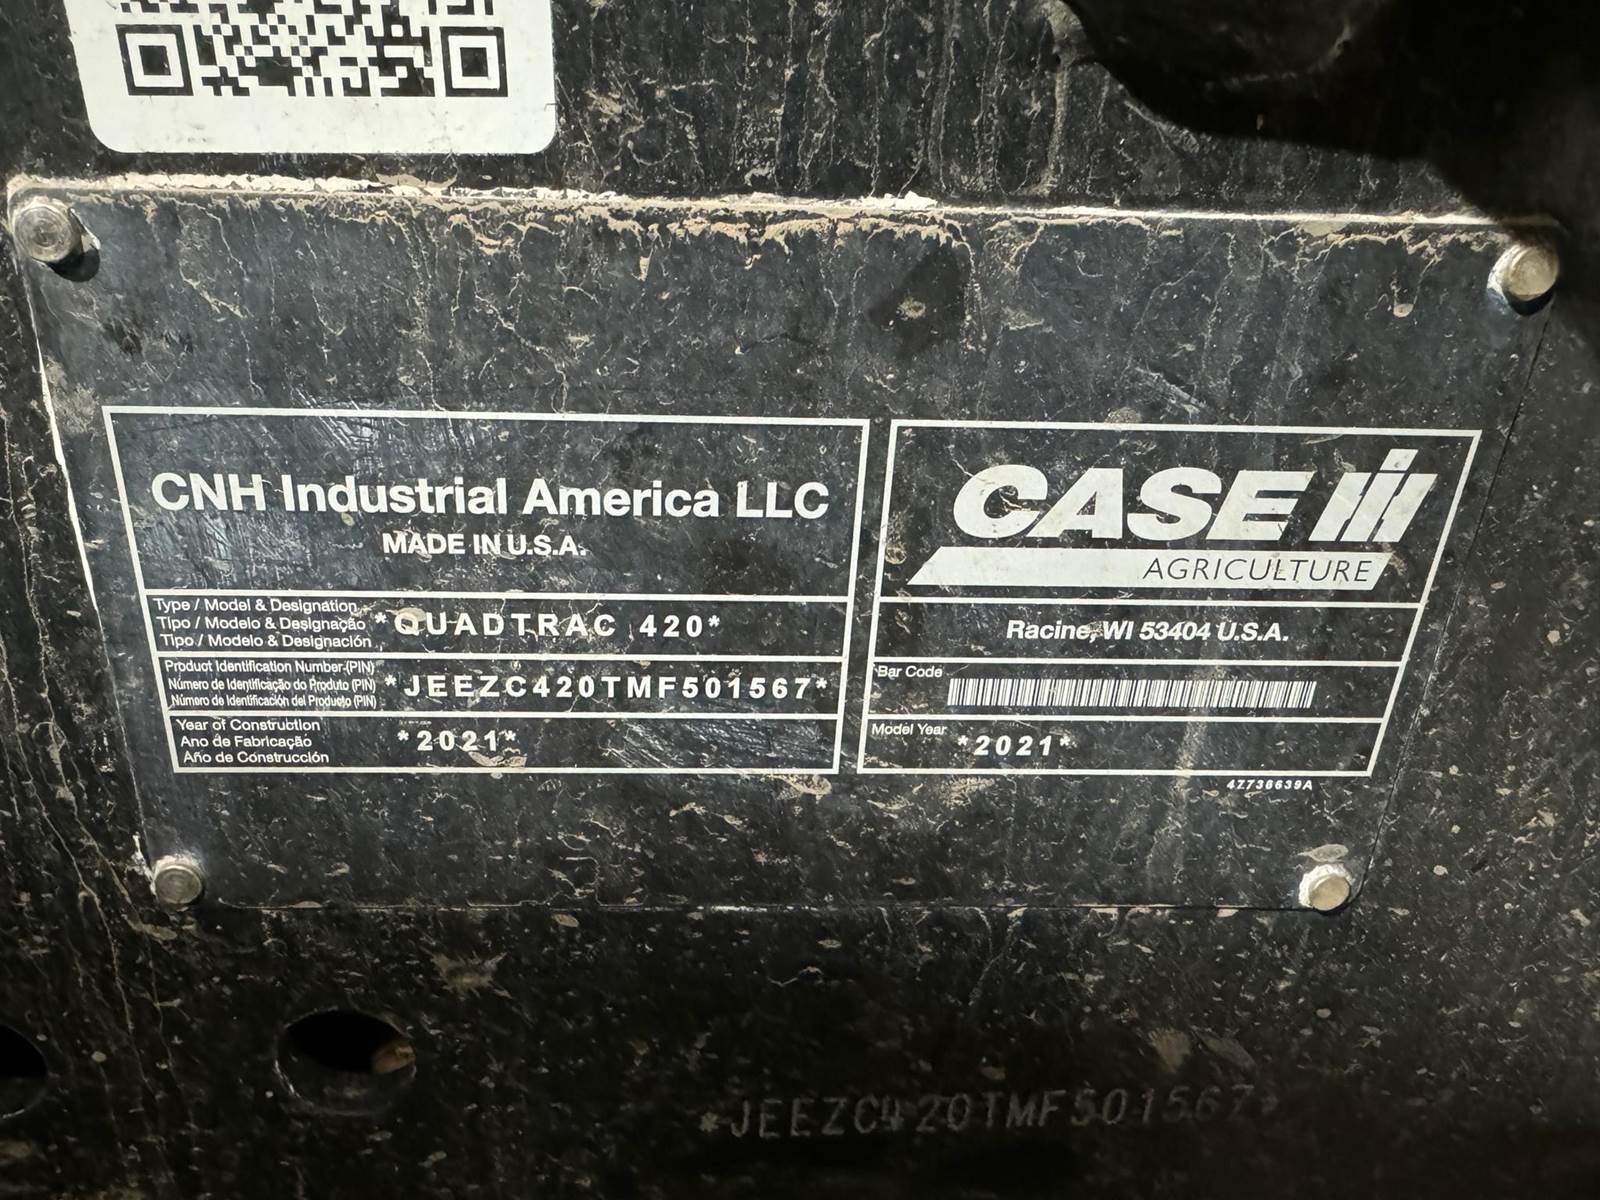 CNH Industrial America LLC
MADE IN U.S.A.
Type / Model & Designation
Tipo / Modelo & Designação
Tipo / Modelo & Designación
*QUADTRAC 420*
Product Identification Number (PIN)
Número de Identificação do Produto (PIN)
Número de Identificación del Producto (PIN)
*JEEZC420TMF501567*
Year of Construction
Ano de Fabricação
Año de Construcción
*2021*
CASE IH
AGRICULTURE
Racine, WI 53404 U.S.A.
Bar Code
Model Year
*2021*
47736639A
*JEEZC420TMF501567*